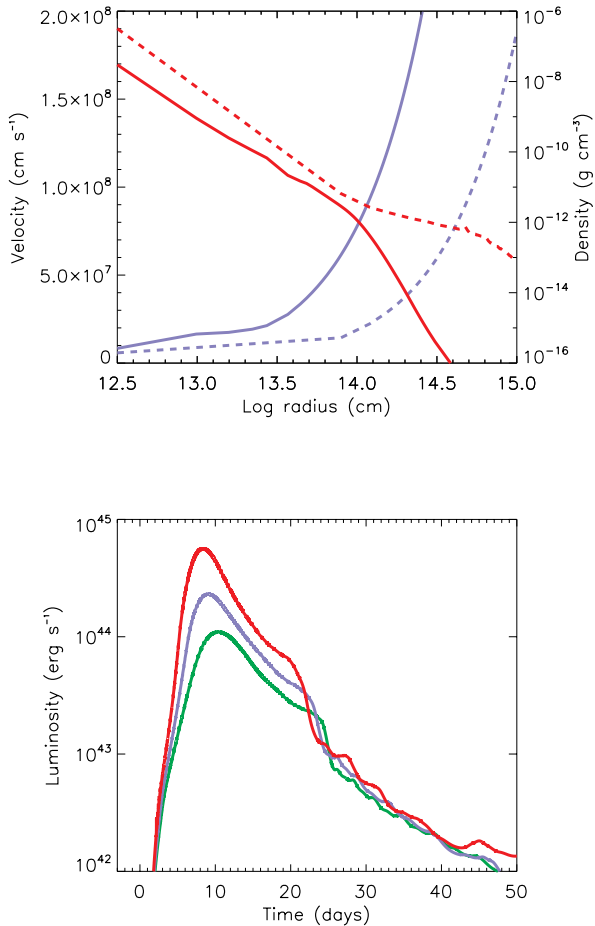 2.0×10⁸
1.5×10⁸
1.0×10⁸
5.0×10⁷
0
Velocity (cm s⁻¹)
10⁻⁶
10⁻⁸
10⁻¹⁰
10⁻¹²
10⁻¹⁴
10⁻¹⁶
Density (g cm⁻³)
12.5 13.0 13.5 14.0 14.5 15.0
Log radius (cm)
10⁴⁵
10⁴⁴
10⁴³
10⁴²
Luminosity (erg s⁻¹)
0 10 20 30 40 50
Time (days)